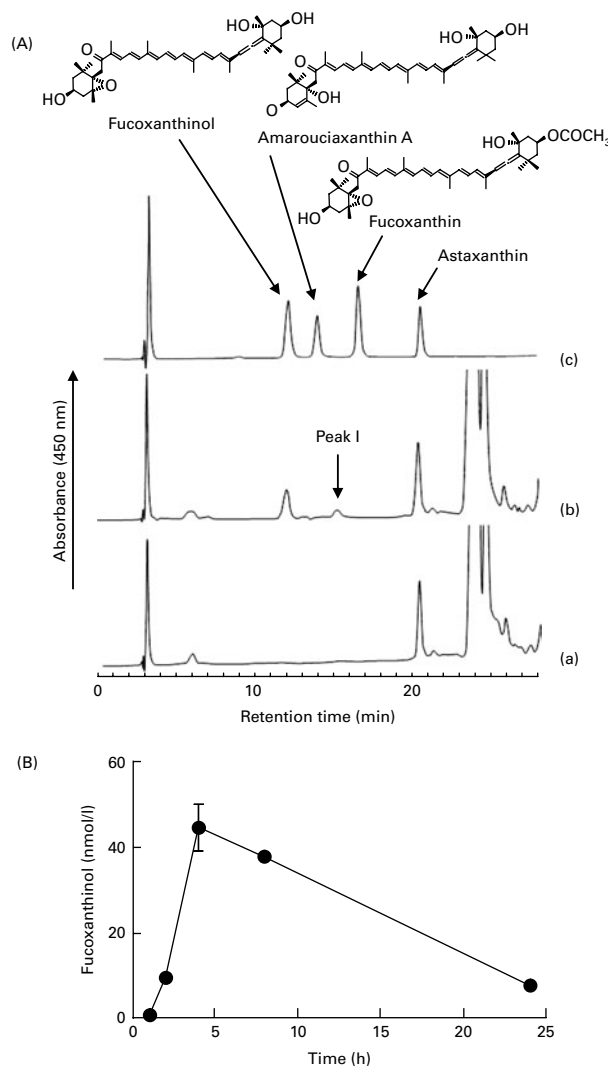 (A)
OH
HO
O
O
HO
Fucoxanthinol
HO
OH
O
OH
O
Amarouciaxanthin A
HO
OCOCH3
O
O
HO
Fucoxanthin
Astaxanthin
(c)
Peak I
(b)
(a)
Absorbance (450 nm)
0 10 20
Retention time (min)
(B)
60
40
20
0
Fucoxanthinol (nmol/l)
0 5 10 15 20 25
Time (h)